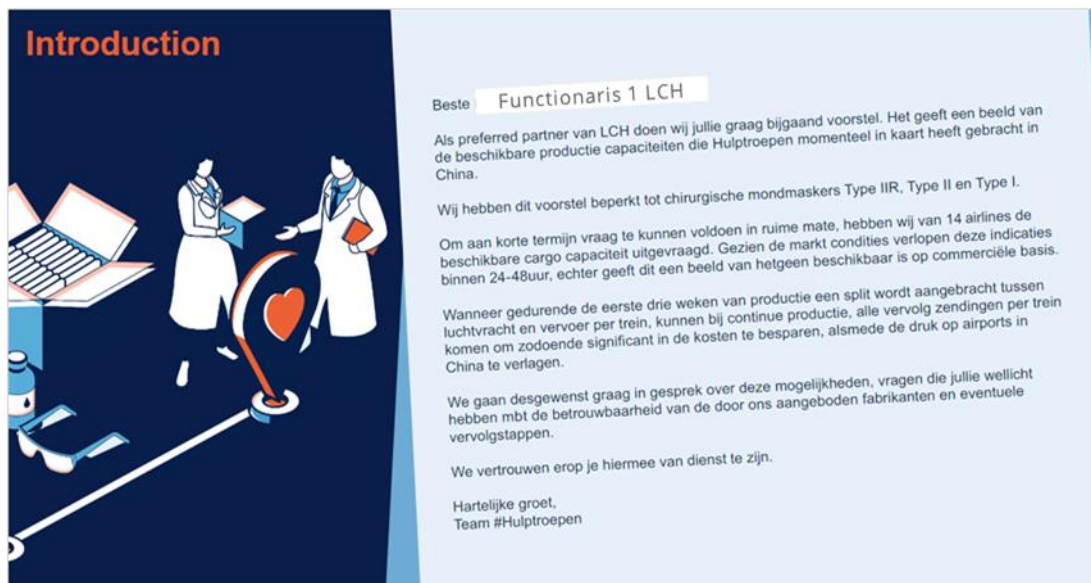 Introduction
Beste Functionaris 1 LCH
Als preferred partner van LCH doen wij jullie graag bijgaand voorstel. Het geeft een beeld van
de beschikbare productie capaciteiten die Hulptroepen momenteel in kaart heeft gebracht in
China.
Wij hebben dit voorstel beperkt tot chirurgische mondmaskers Type IIR, Type II en Type I.
Om aan korte termijn vraag te kunnen voldoen in ruime mate, hebben wij van 14 airlines de
beschikbare cargo capaciteit uitgevraagd. Gezien de markt condities verlopen deze indicaties
binnen 24-48uur, echter geeft dit een beeld van hetgeen beschikbaar is op commerciële basis.
Wanneer gedurende de eerste drie weken van productie een split wordt aangebracht tussen
luchtvracht en vervoer per trein, kunnen bij continue productie, alle vervolg zendingen per trein
komen om zodoende significant in de kosten te besparen, alsmede de druk op airports in
China te verlagen.
We gaan desgewenst graag in gesprek over deze mogelijkheden, vragen die jullie wellicht
hebben mbt de betrouwbaarheid van de door ons aangeboden fabrikanten en eventuele
vervolgstappen.
We vertrouwen erop je hiermee van dienst te zijn.
Hartelijke groet,
Team #Hulptroepen